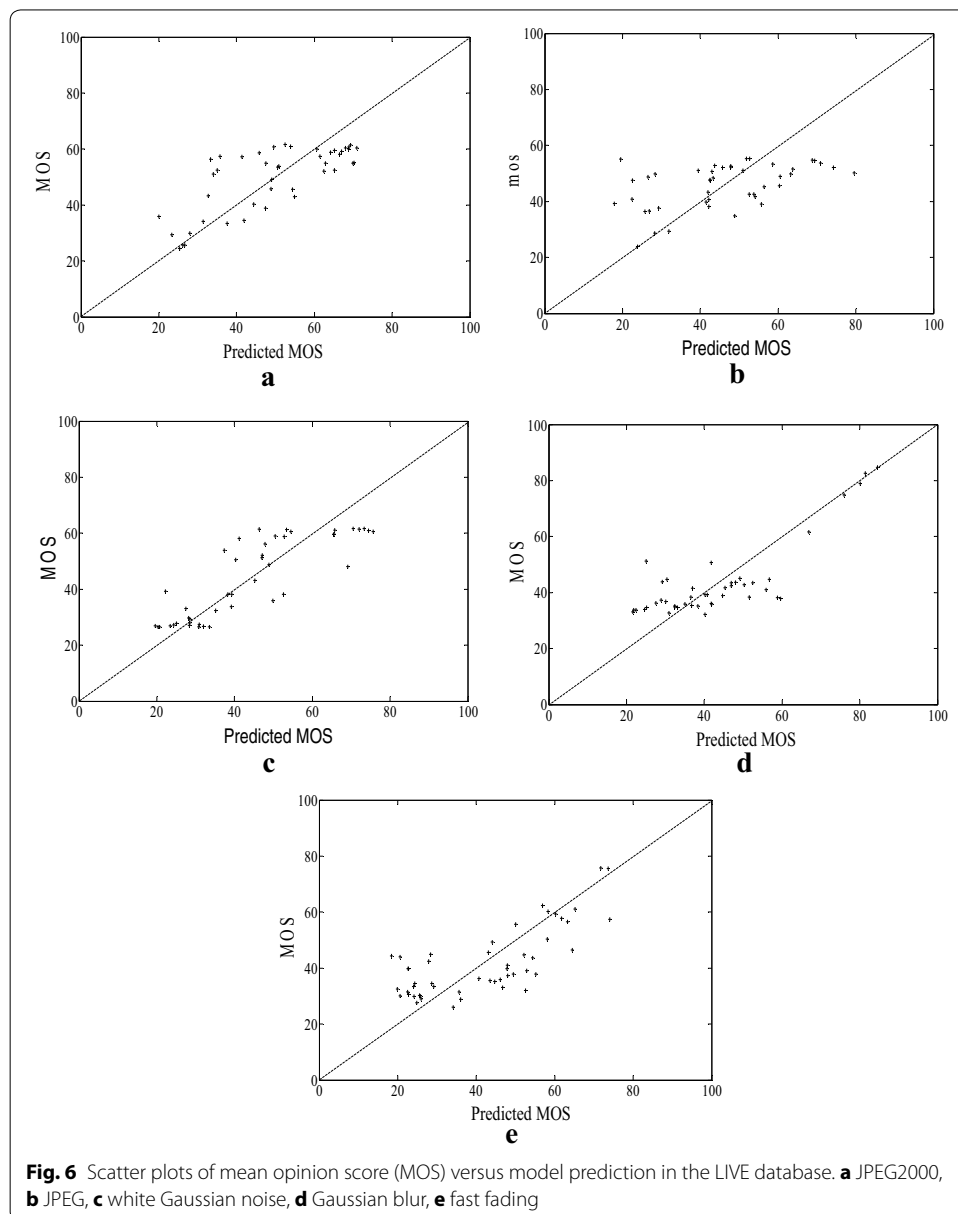 100
80
60
40
20
0
MOS
0 20 40 60 80 100
Predicted MOS
a
100
80
60
40
20
0
mos
0 20 40 60 80 100
Predicted MOS
b
100
80
60
40
20
0
MOS
0 20 40 60 80 100
Predicted MOS
c
100
80
60
40
20
0
MOS
0 20 40 60 80 100
Predicted MOS
d
100
80
60
40
20
0
MOS
0 20 40 60 80 100
Predicted MOS
e
Fig. 6 Scatter plots of mean opinion score (MOS) versus model prediction in the LIVE database. a JPEG2000,
b JPEG, c white Gaussian noise, d Gaussian blur, e fast fading